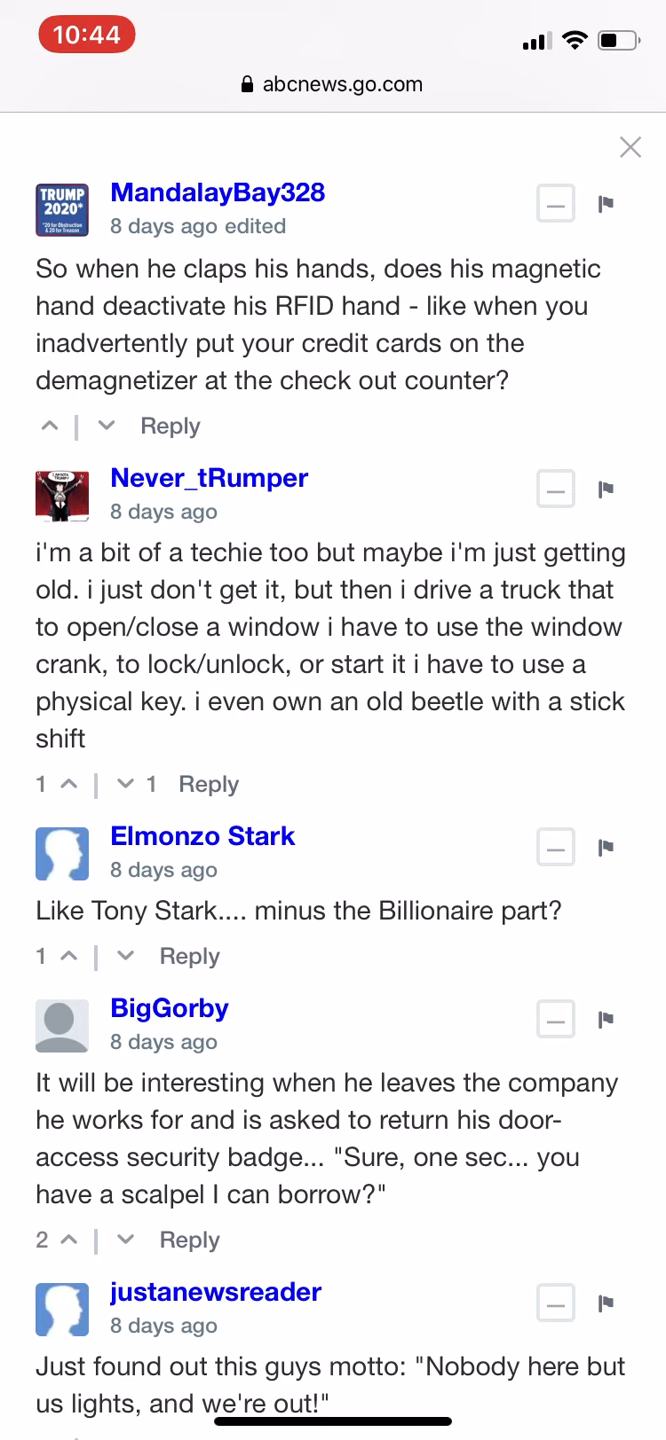 10:44
abcnews.go.com
TRUMP
2020*
MandalayBay328
8 days ago edited
So when he claps his hands, does his magnetic
hand deactivate his RFID hand - like when you
inadvertently put your credit cards on the
demagnetizer at the check out counter?
Reply
Never_tRumper
8 days ago
i'm a bit of a techie too but maybe i'm just getting
old. i just don't get it, but then i drive a truck that
to open/close a window i have to use the window
crank, to lock/unlock, or start it i have to use a
physical key. i even own an old beetle with a stick
shift
1 | 1 Reply
Elmonzo Stark
8 days ago
Like Tony Stark.... minus the Billionaire part?
1 | Reply
BigGorby
8 days ago
It will be interesting when he leaves the company
he works for and is asked to return his door-
access security badge... "Sure, one sec... you
have a scalpel I can borrow?"
2 | Reply
justanewsreader
8 days ago
Just found out this guys motto: "Nobody here but
us lights, and we're out!"